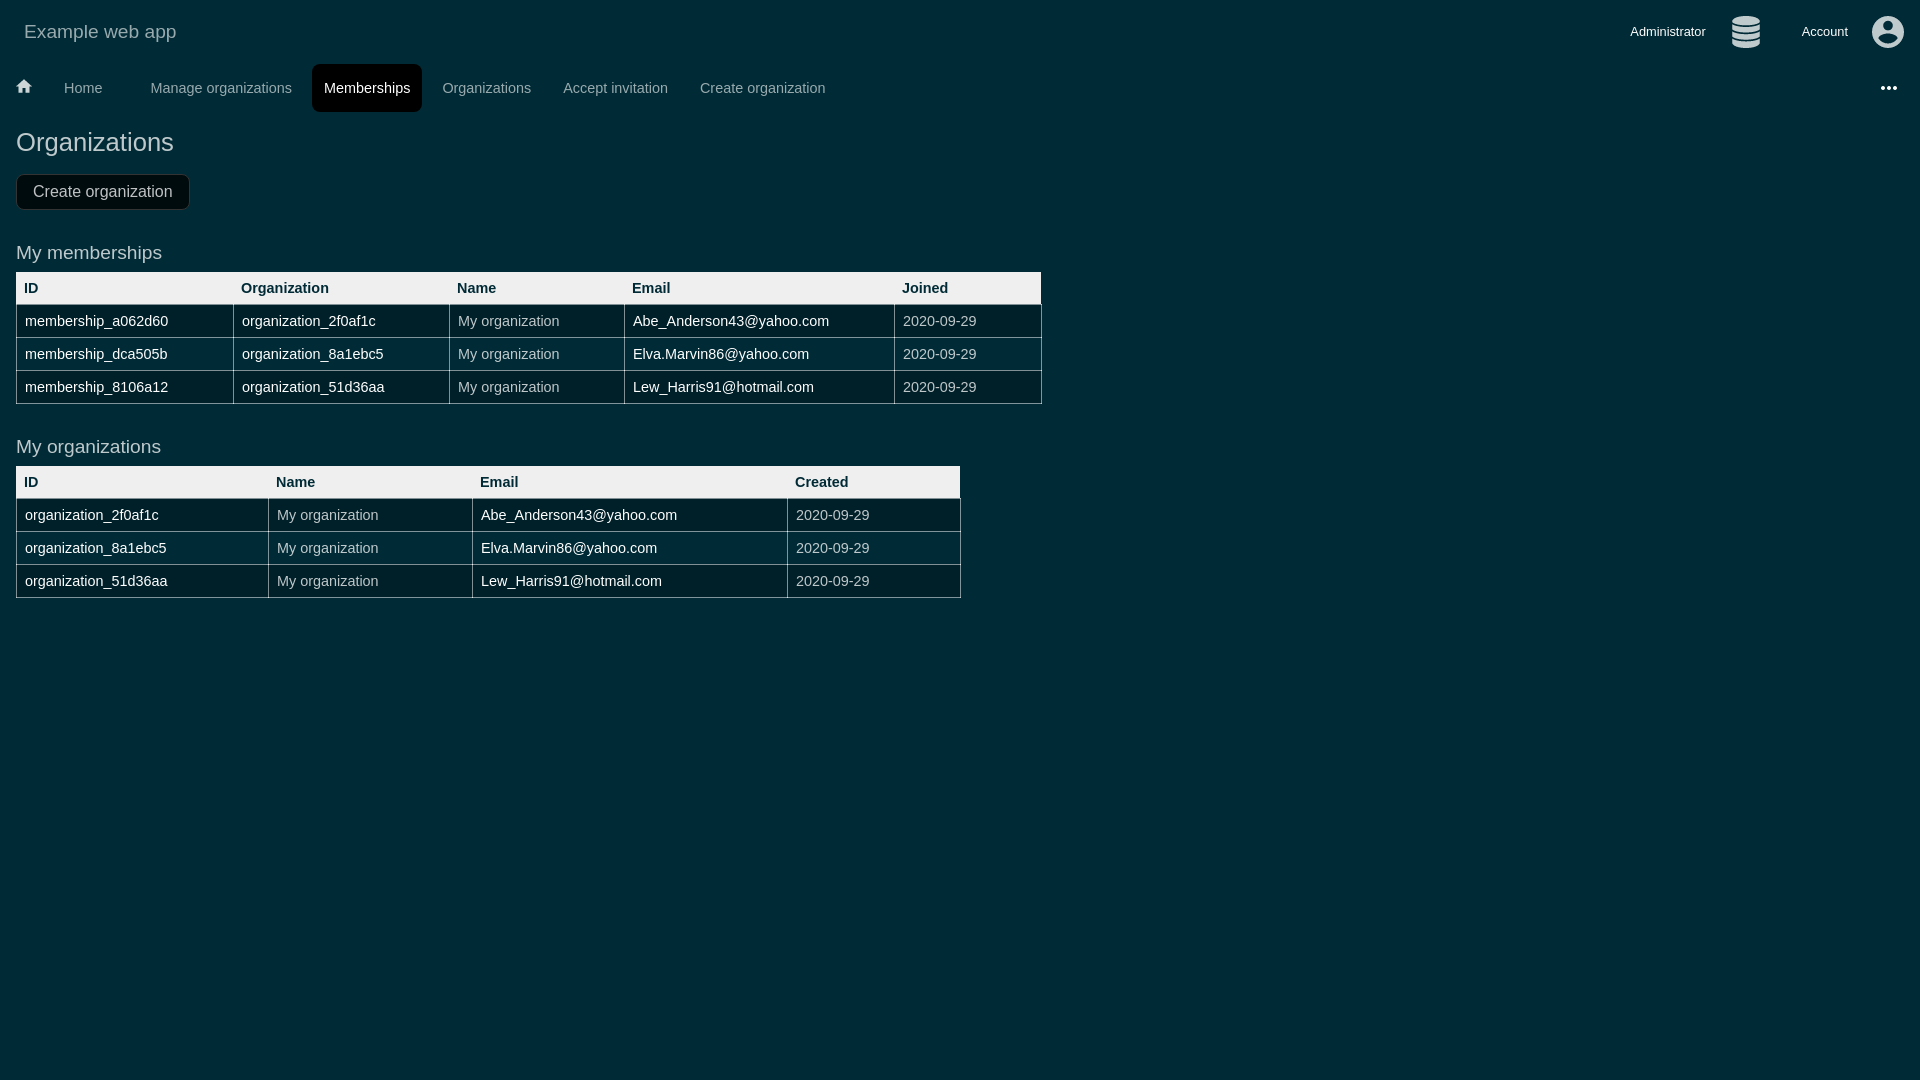 Example web app
Administrator
Account
Home
Manage organizations
Memberships
Organizations
Accept invitation
Create organization
Organizations
Create organization
My memberships
ID Organization Name Email Joined
membership_a062d60 organization_2f0af1c My organization Abe_Anderson43@yahoo.com 2020-09-29
membership_dca505b organization_8a1ebc5 My organization Elva.Marvin86@yahoo.com 2020-09-29
membership_8106a12 organization_51d36aa My organization Lew_Harris91@hotmail.com 2020-09-29
My organizations
ID Name Email Created
organization_2f0af1c My organization Abe_Anderson43@yahoo.com 2020-09-29
organization_8a1ebc5 My organization Elva.Marvin86@yahoo.com 2020-09-29
organization_51d36aa My organization Lew_Harris91@hotmail.com 2020-09-29